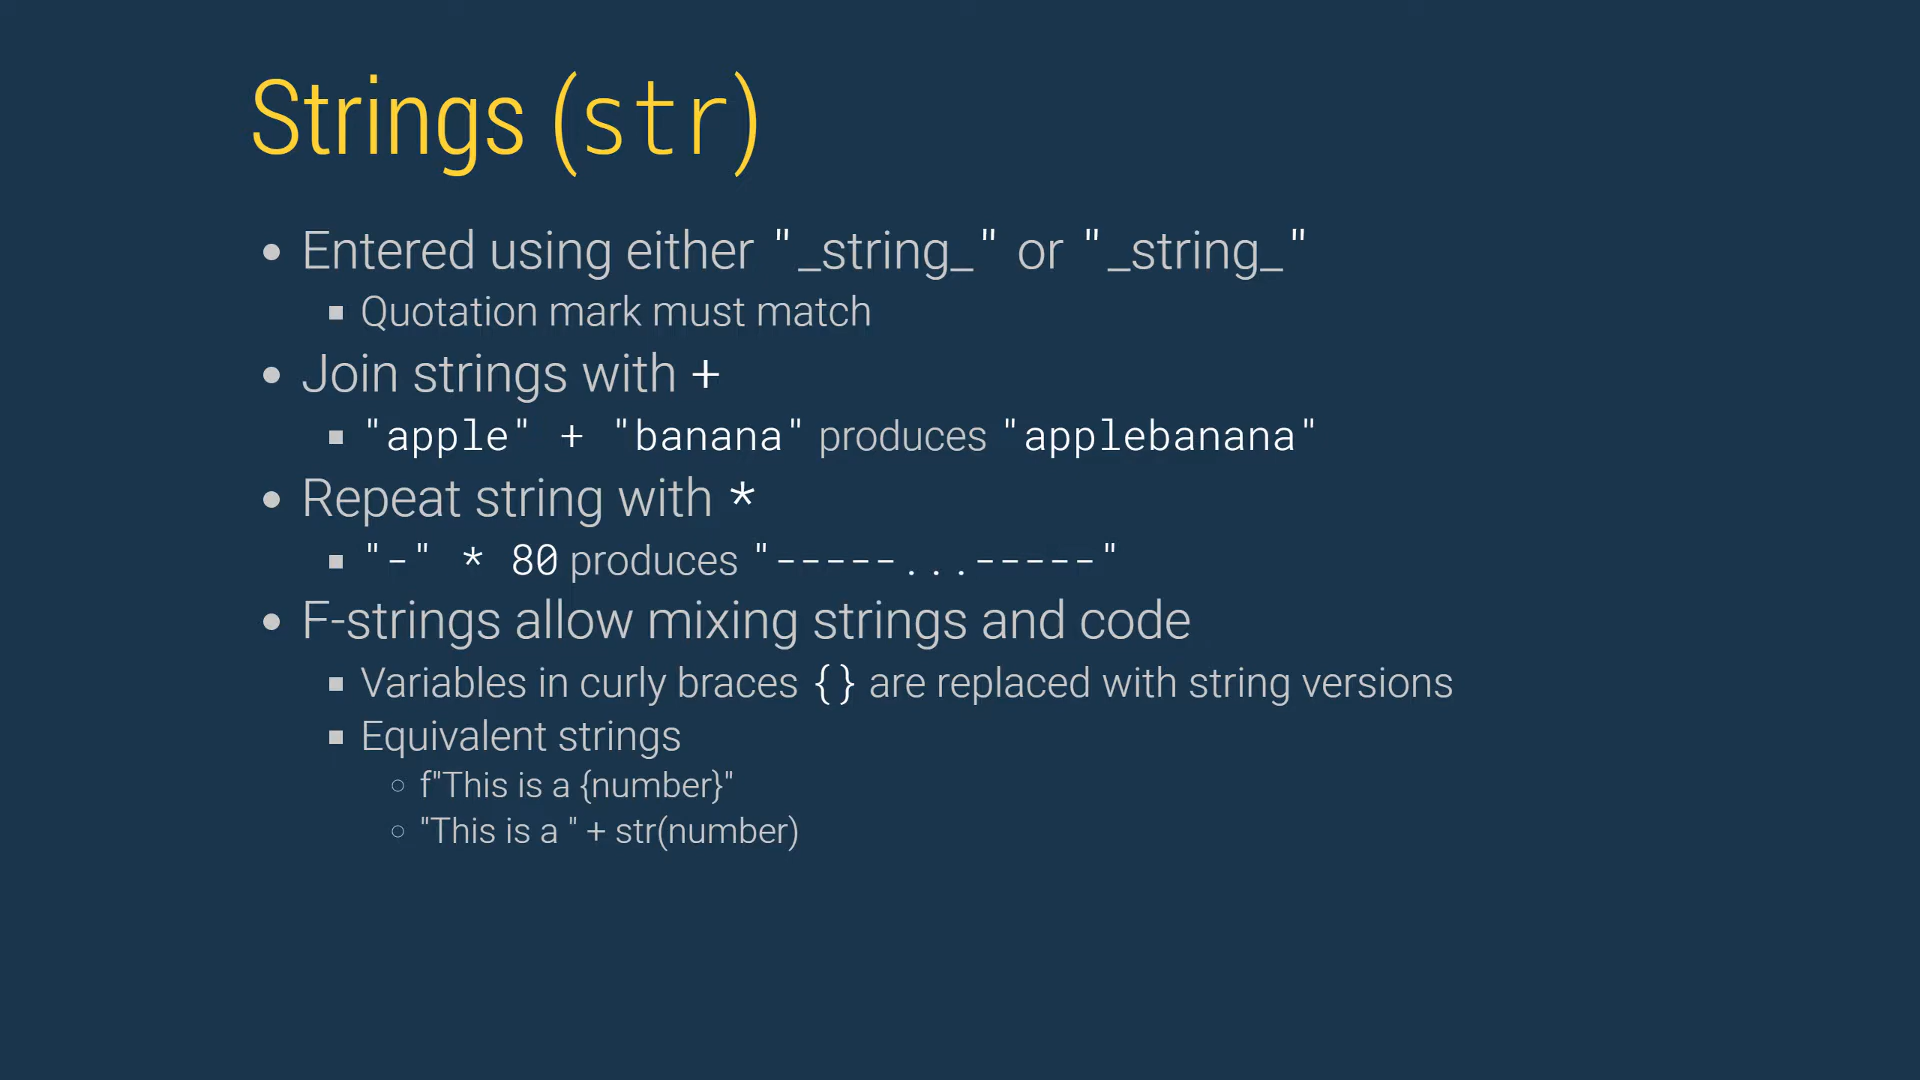 Strings (str)
• Entered using either "_string_" or "_string_"
▪ Quotation mark must match
• Join strings with +
▪ "apple" + "banana" produces "applebanana"
• Repeat string with *
▪ "-" * 80 produces "-----...-----"
• F-strings allow mixing strings and code
▪ Variables in curly braces {} are replaced with string versions
▪ Equivalent strings
○ f"This is a {number}"
○ "This is a " + str(number)